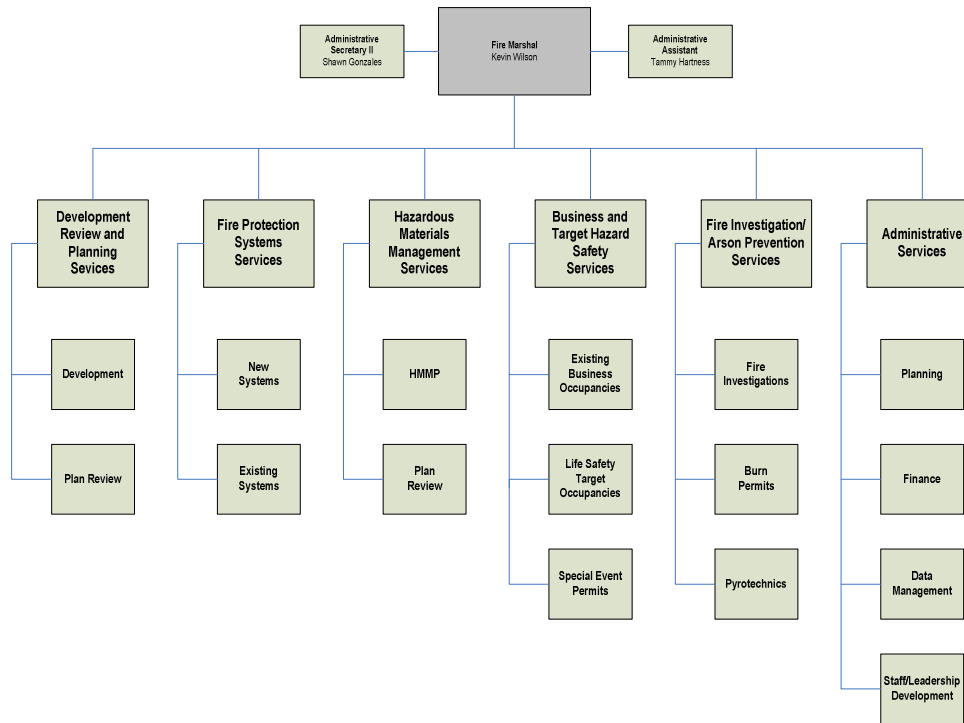 Administrative
Secretary II
Shawn Gonzales
Fire Marshal
Kevin Wilson
Administrative
Assistant
Tammy Hartness
Development
Review and
Planning
Sevices
Fire Protection
Systems
Services
Hazardous
Materials
Management
Services
Business and
Target Hazard
Safety
Services
Fire Investigation/
Arson Prevention
Services
Administrative
Services
Development
New
Systems
HMMP
Existing
Business
Occupancies
Fire
Investigations
Planning
Plan Review
Existing
Systems
Plan
Review
Life Safety
Target
Occupancies
Burn
Permits
Finance
Special Event
Permits
Pyrotechnics
Data
Management
Staff/Leadership
Development